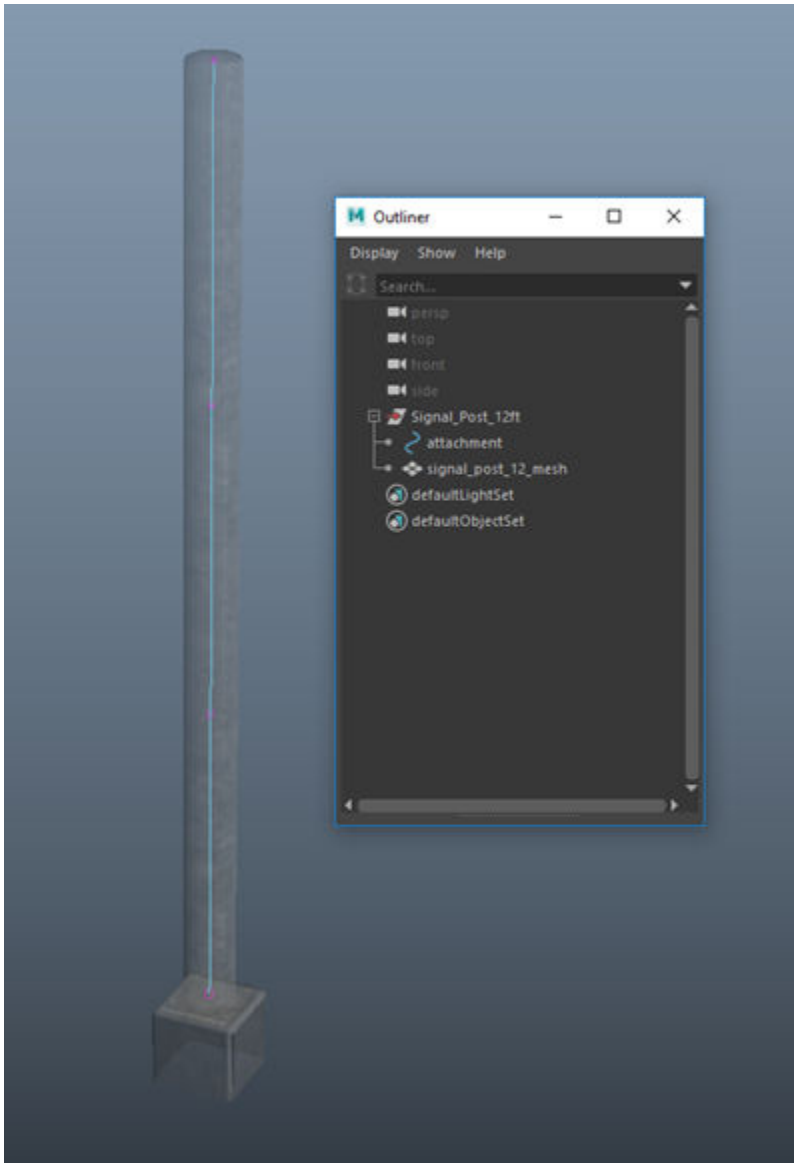 Outliner
Display Show Help
Search...
persp
top
front
side
Signal_Post_12ft
attachment
signal_post_12_mesh
defaultLightSet
defaultObjectSet